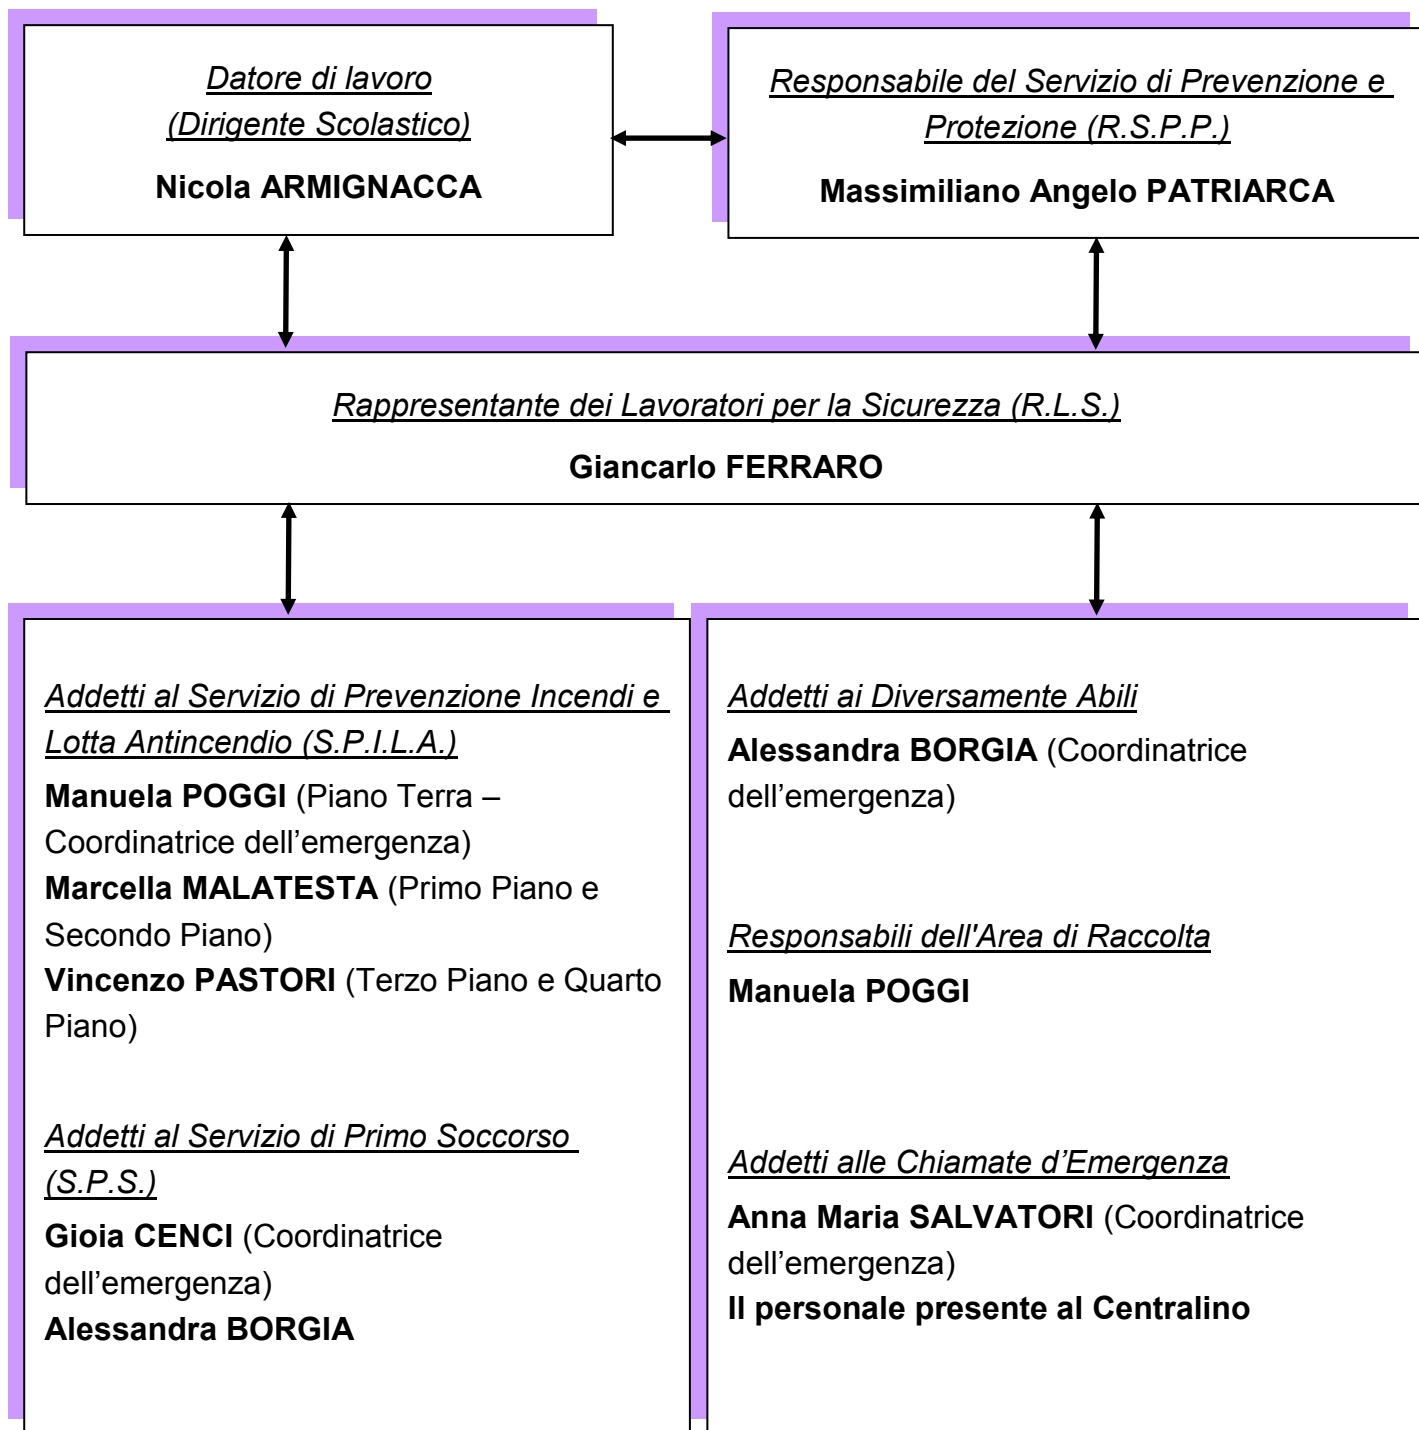 Datore di lavoro
(Dirigente Scolastico)
Nicola ARMIGNACCA
Responsabile del Servizio di Prevenzione e
Protezione (R.S.P.P.)
Massimiliano Angelo PATRIARCA
Rappresentante dei Lavoratori per la Sicurezza (R.L.S.)
Giancarlo FERRARO
Addetti al Servizio di Prevenzione Incendi e
Lotta Antincendio (S.P.I.L.A.)
Manuela POGGI (Piano Terra –
Coordinatrice dell’emergenza)
Marcella MALATESTA (Primo Piano e
Secondo Piano)
Vincenzo PASTORI (Terzo Piano e Quarto
Piano)
Addetti al Servizio di Primo Soccorso
(S.P.S.)
Gioia CENCI (Coordinatrice
dell’emergenza)
Alessandra BORGIA
Addetti ai Diversamente Abili
Alessandra BORGIA (Coordinatrice
dell’emergenza)
Responsabili dell'Area di Raccolta
Manuela POGGI
Addetti alle Chiamate d’Emergenza
Anna Maria SALVATORI (Coordinatrice
dell’emergenza)
Il personale presente al Centralino